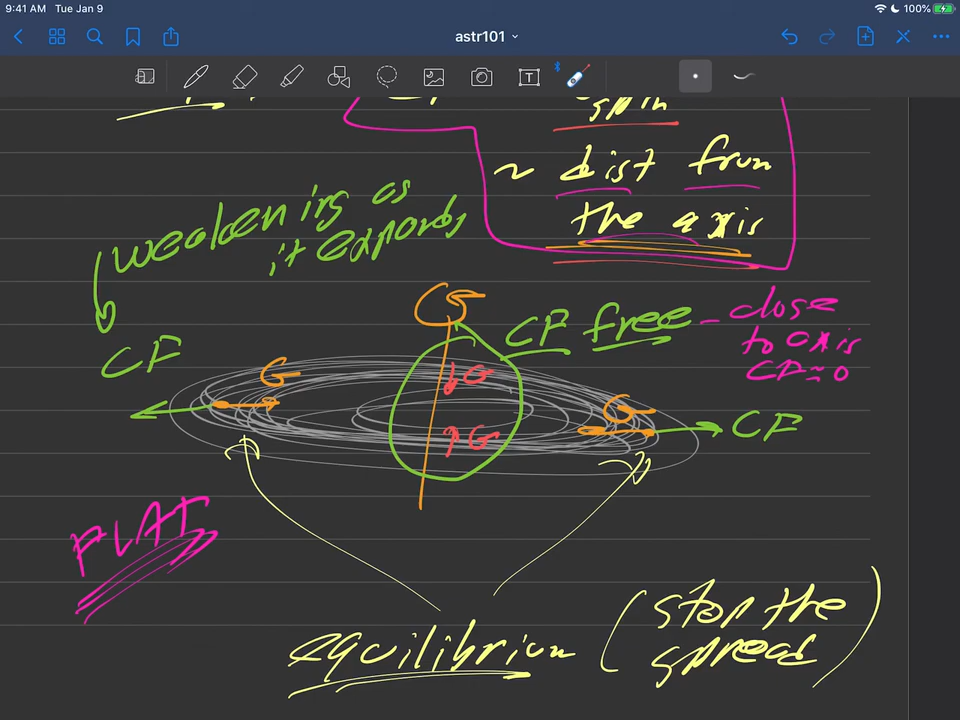 9:41 AM Tue Jan 9
100%
astr101
spin
~ dist from
the axis
weakening as
it expands
CF
G
CF free - close
to axis
CF ≈ 0
G
G
G
CF
FLAT
equilibrium (stop the
spread)